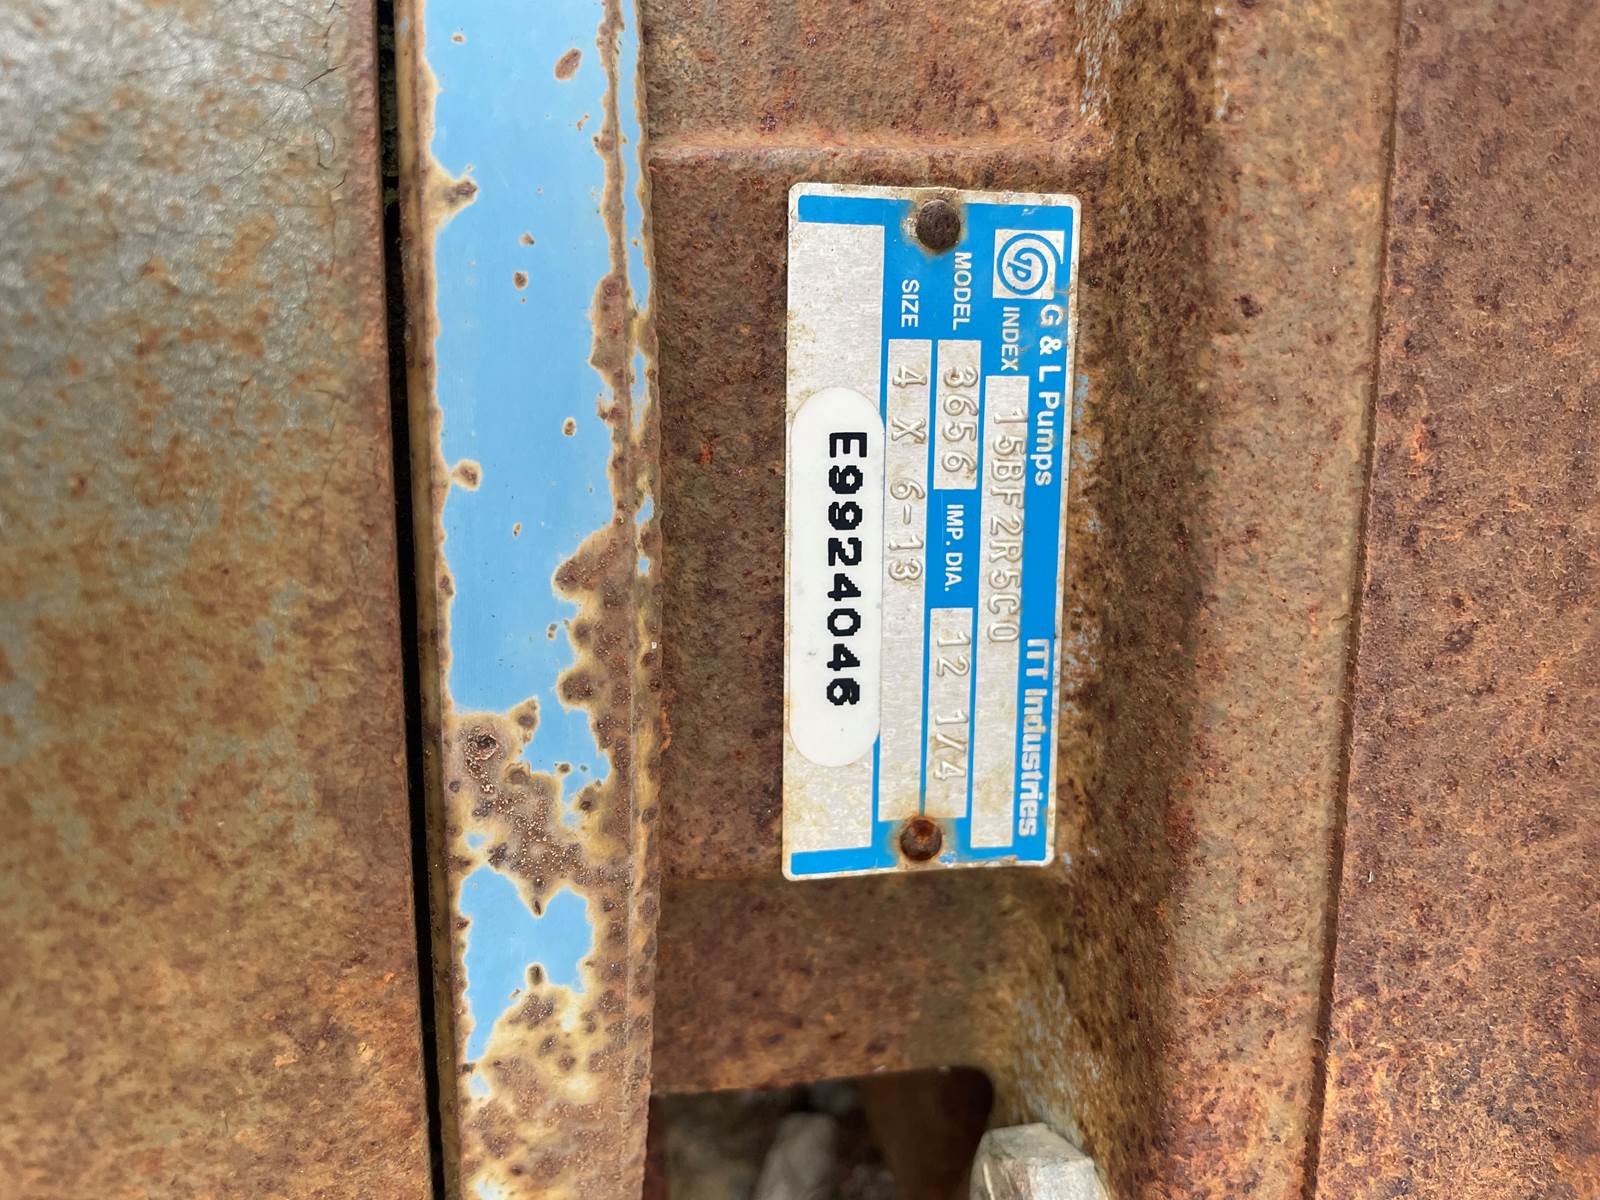 G & L Pumps ITT Industries
INDEX 15BF2R5C0
MODEL 3656 IMP. DIA. 12 1/4
SIZE 4 X 6-13
E9924046